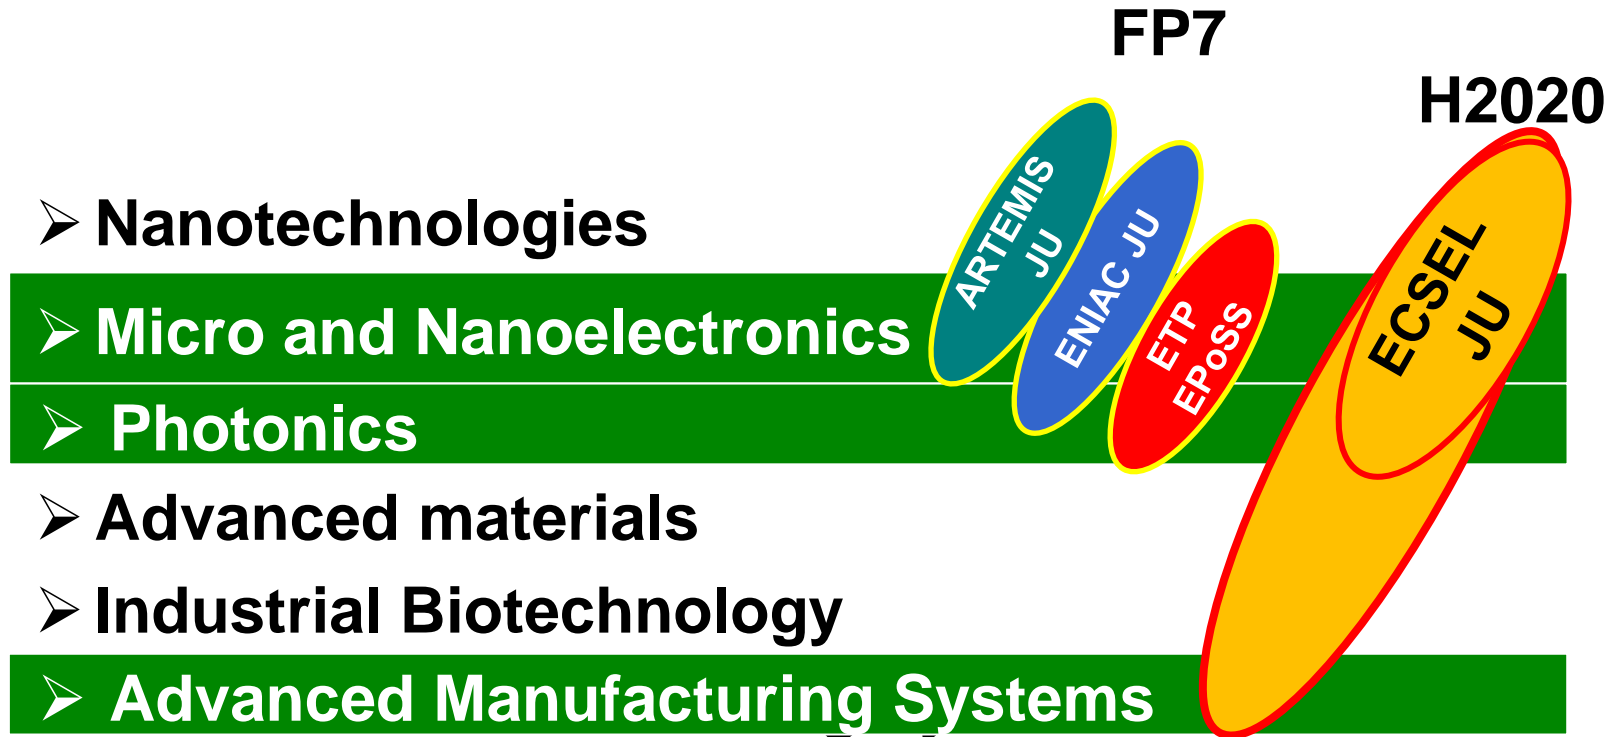 FP7
H2020
➢ Nanotechnologies
➢ Micro and Nanoelectronics
➢ Photonics
➢ Advanced materials
➢ Industrial Biotechnology
➢ Advanced Manufacturing Systems
ARTEMIS
JU
ENIAC JU
ETP
EPoSS
ECSEL
JU